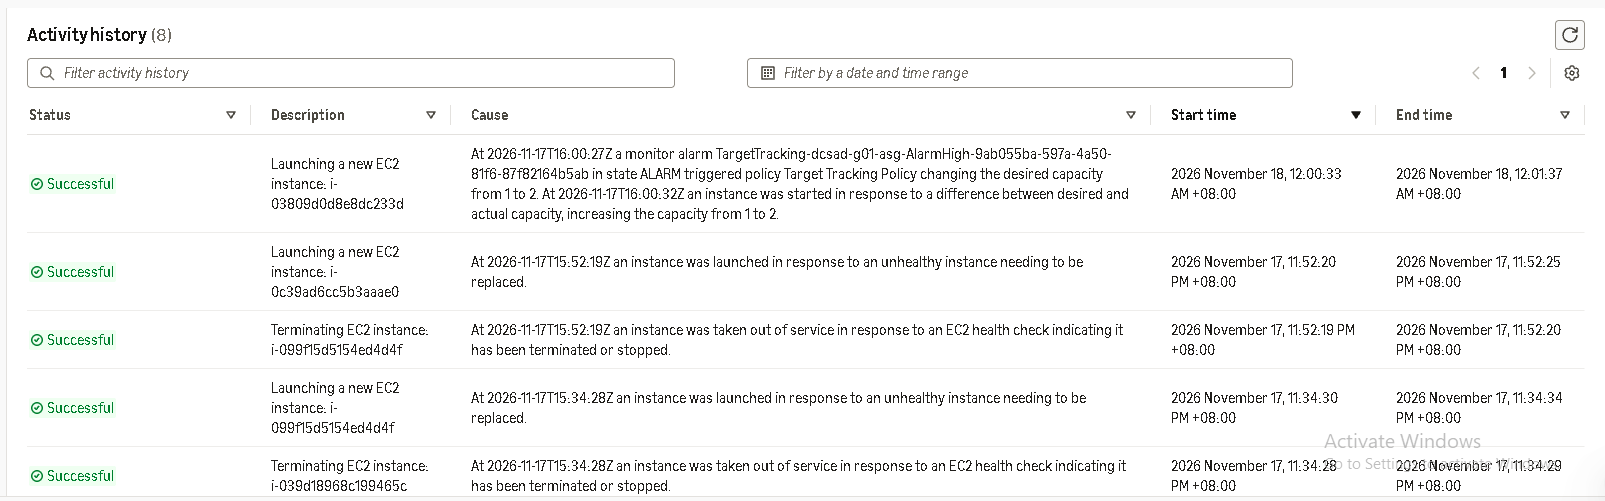 Activity history (8)
Filter activity history
Filter by a date and time range
1
Status
Description
Cause
Start time
End time
Successful
Launching a new EC2
instance: i-
03809d0d8e8dc233d
At 2026-11-17T16:00:27Z a monitor alarm TargetTracking-dcsad-g01-asg-AlarmHigh-9ab055ba-597a-4a50-
81f6-87f82164b5ab in state ALARM triggered policy Target Tracking Policy changing the desired capacity
from 1 to 2. At 2026-11-17T16:00:32Z an instance was started in response to a difference between desired and
actual capacity, increasing the capacity from 1 to 2.
2026 November 18, 12:00:33
AM +08:00
2026 November 18, 12:01:37
AM +08:00
Successful
Launching a new EC2
instance: i-
0c39ad6cc5b3aaae0
At 2026-11-17T15:52:19Z an instance was launched in response to an unhealthy instance needing to be
replaced.
2026 November 17, 11:52:20
PM +08:00
2026 November 17, 11:52:25
PM +08:00
Successful
Terminating EC2 instance:
i-099f15d5154ed4d4f
At 2026-11-17T15:52:19Z an instance was taken out of service in response to an EC2 health check indicating it
has been terminated or stopped.
2026 November 17, 11:52:19 PM
+08:00
2026 November 17, 11:52:20
PM +08:00
Successful
Launching a new EC2
instance: i-
099f15d5154ed4d4f
At 2026-11-17T15:34:28Z an instance was launched in response to an unhealthy instance needing to be
replaced.
2026 November 17, 11:34:30
PM +08:00
2026 November 17, 11:34:34
PM +08:00
Successful
Terminating EC2 instance:
i-039d18968c199465c
At 2026-11-17T15:34:28Z an instance was taken out of service in response to an EC2 health check indicating it
has been terminated or stopped.
2026 November 17, 11:34:28
PM +08:00
2026 November 17, 11:34:29
PM +08:00
Activate Windows
Go to Settings to activate Windows.